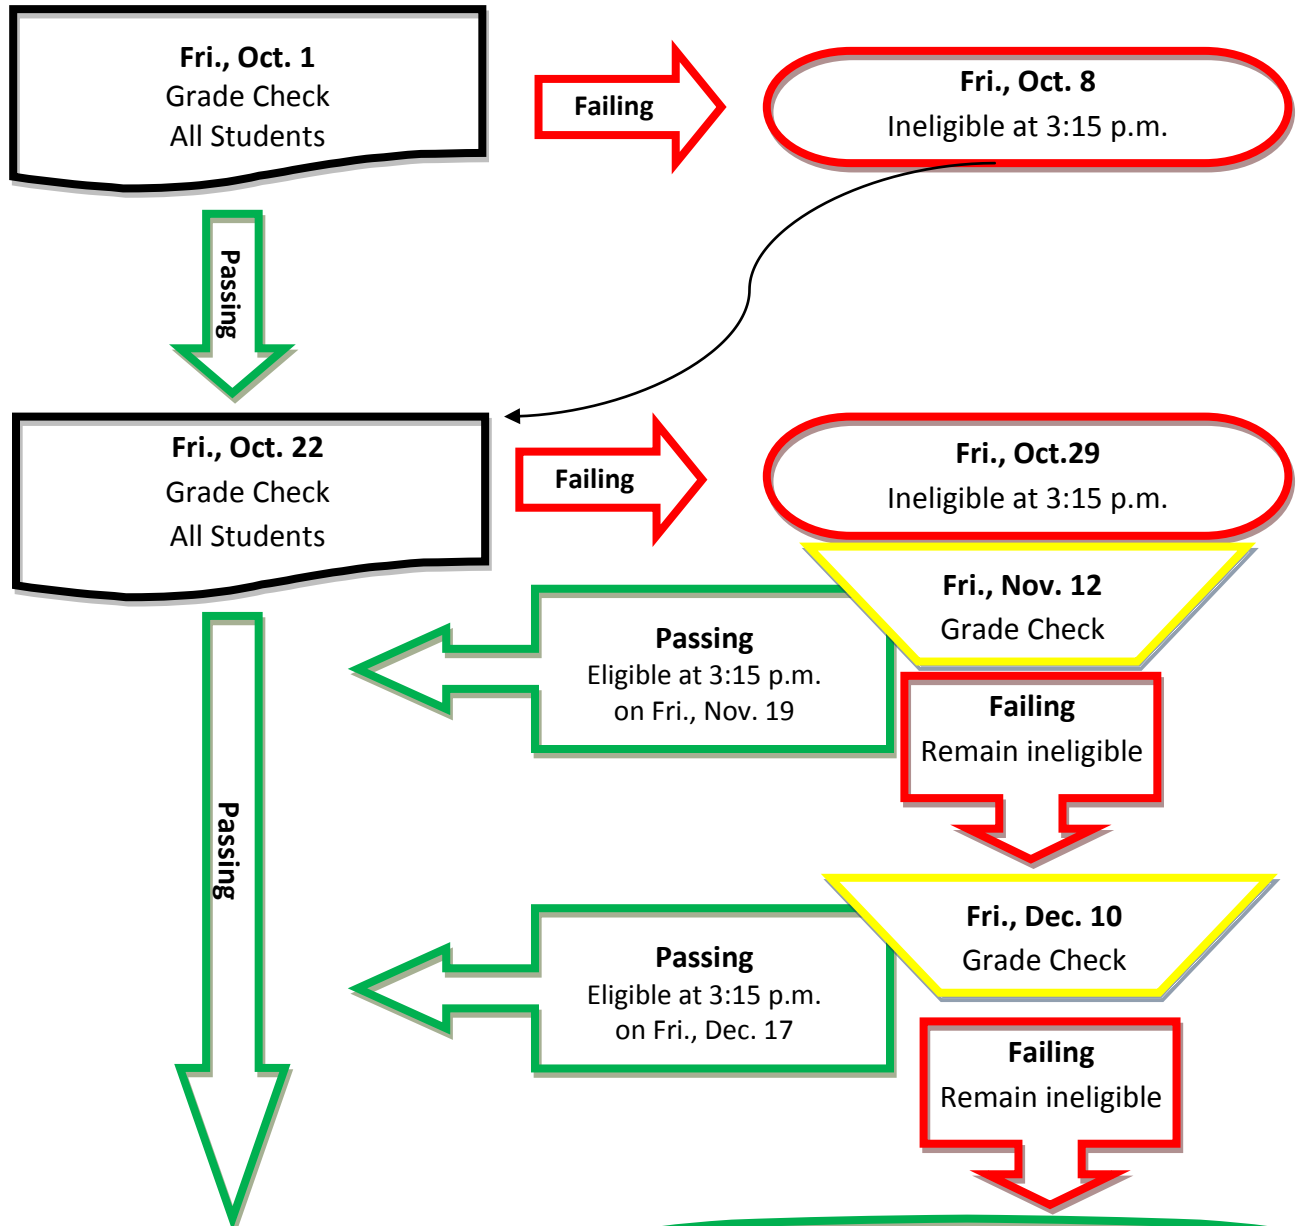 Fri., Oct. 1
Grade Check
All Students
Failing
Fri., Oct. 8
Ineligible at 3:15 p.m.
Passing
Fri., Oct. 22
Grade Check
All Students
Failing
Fri., Oct.29
Ineligible at 3:15 p.m.
Fri., Nov. 12
Grade Check
Passing
Eligible at 3:15 p.m.
on Fri., Nov. 19
Failing
Remain ineligible
Passing
Fri., Dec. 10
Grade Check
Passing
Eligible at 3:15 p.m.
on Fri., Dec. 17
Failing
Remain ineligible